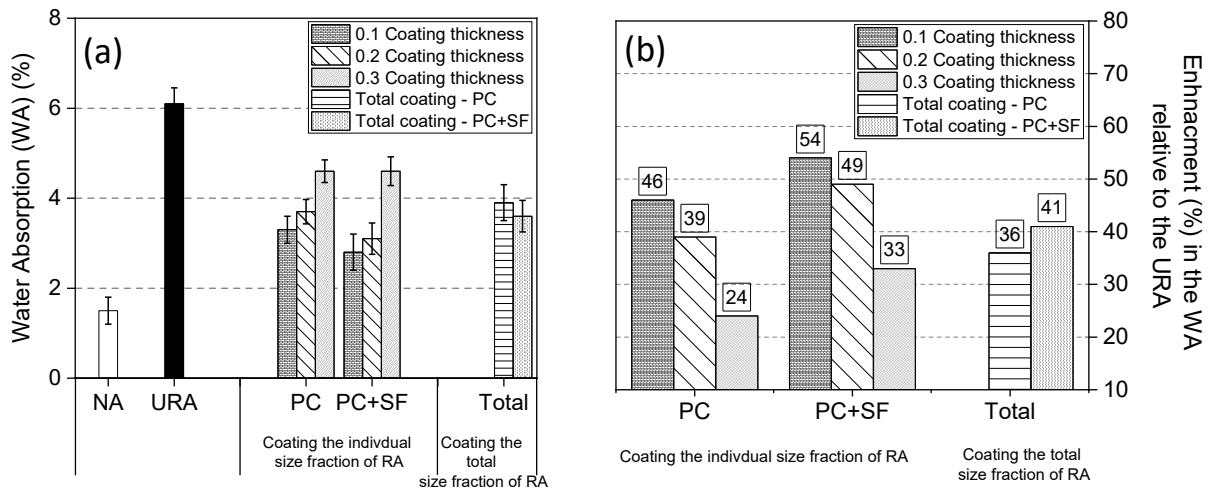 (a)
0.1 Coating thickness
0.2 Coating thickness
0.3 Coating thickness
Total coating - PC
Total coating - PC+SF
Water Absorption (WA) (%)
8
6
4
2
0
NA URA PC PC+SF Total
Coating the indivdual
size fraction of RA
Coating the
total
size fraction of RA
(b)
0.1 Coating thickness
0.2 Coating thickness
0.3 Coating thickness
Total coating - PC
Total coating - PC+SF
46
39
24
54
49
33
36
41
80
70
60
50
40
30
20
10
Enhnacment (%) in the WA
relative to the URA
PC PC+SF Total
Coating the indivdual size fraction of RA
Coating the total
size fraction of RA